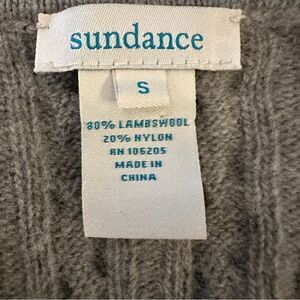 sundance
S
80% LAMBSWOOL
20% NYLON
RN 106205
MADE IN
CHINA